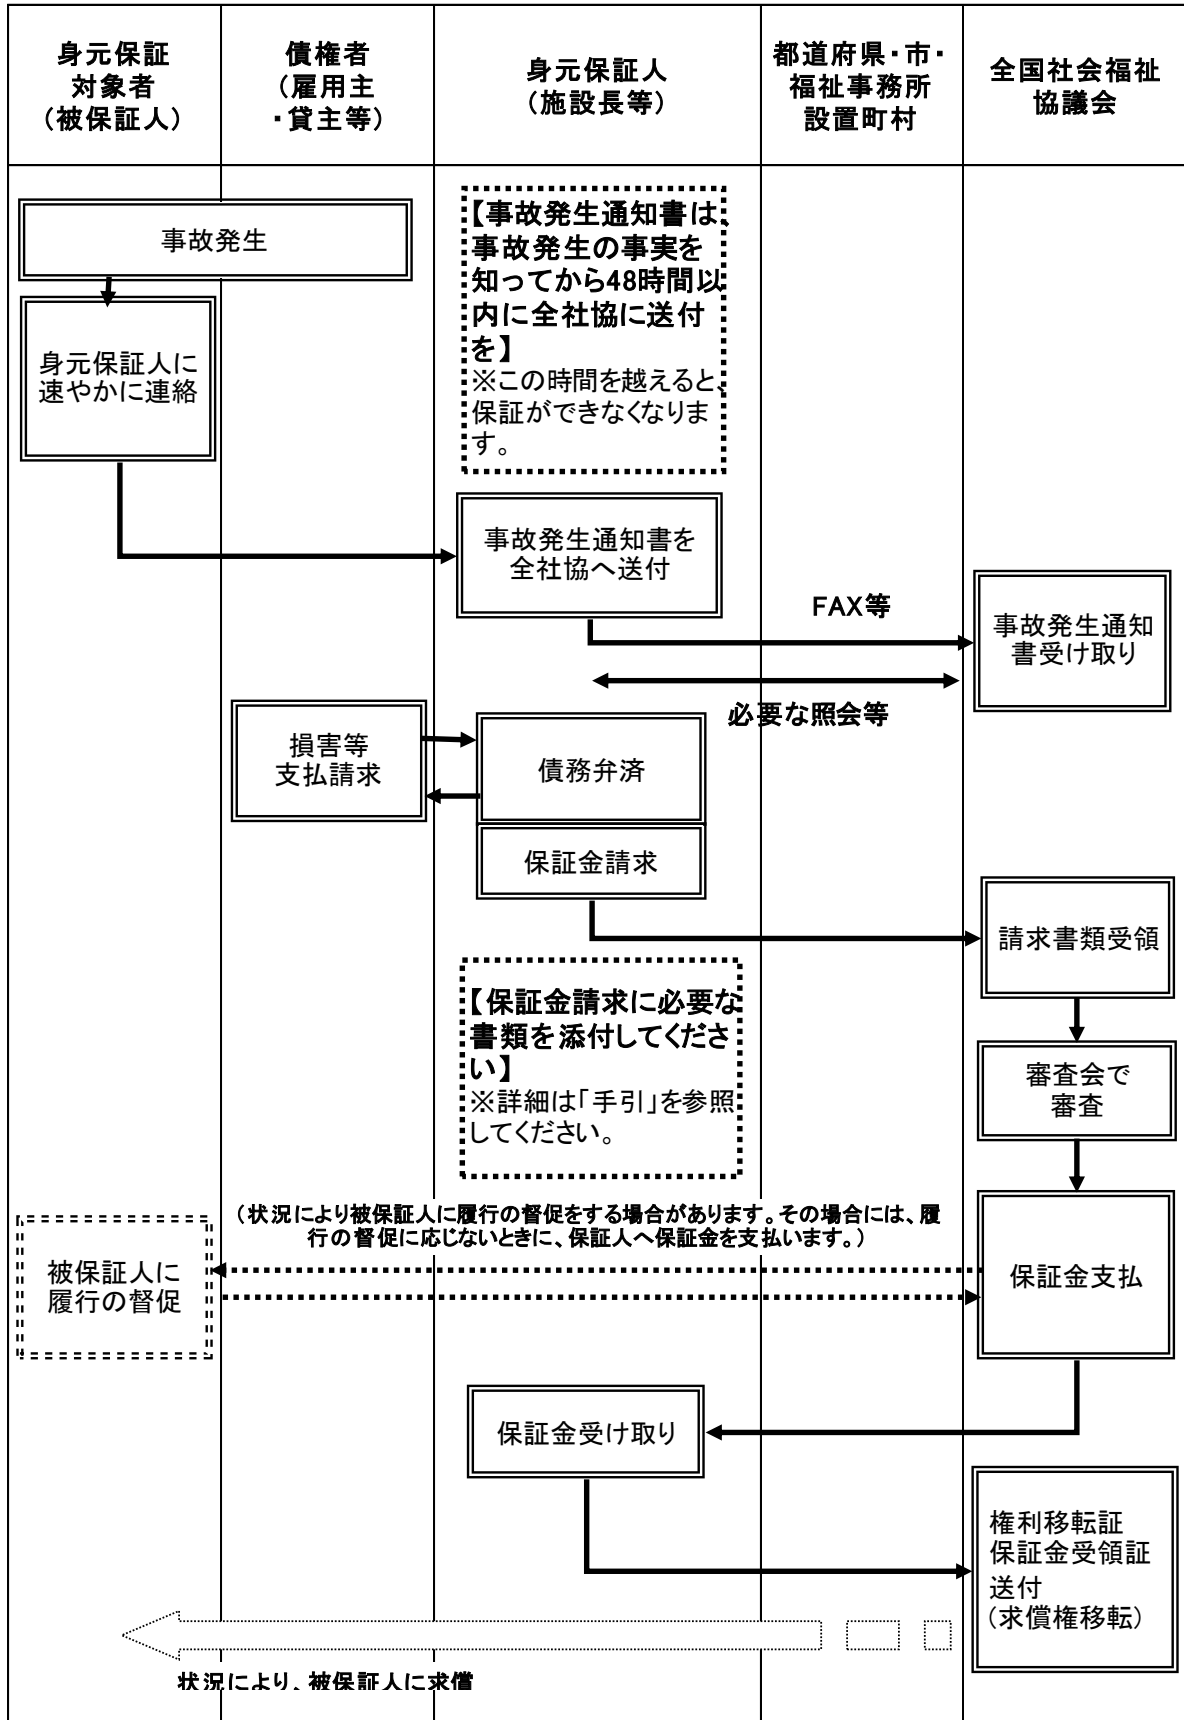 身元保証
対象者
（被保証人）
債権者
（雇用主
・貸主等）
身元保証人
（施設長等）
都道府県・市・
福祉事務所
設置町村
全国社会福祉
協議会
事故発生
【事故発生通知書は、
事故発生の事実を
知ってから48時間以
内に全社協に送付
を】
※この時間を越えると、
保証ができなくなりま
す。
身元保証人に
速やかに連絡
事故発生通知書を
全社協へ送付
FAX等
事故発生通知
書受け取り
必要な照会等
損害等
支払請求
債務弁済
保証金請求
請求書類受領
【保証金請求に必要な
書類を添付してくださ
い】
※詳細は「手引」を参照
してください。
審査会で
審査
（状況により被保証人に履行の督促をする場合があります。その場合には、履
行の督促に応じないときに、保証人へ保証金を支払います。）
被保証人に
履行の督促
保証金支払
保証金受け取り
権利移転証
保証金受領証
送付
（求償権移転）
状況により、被保証人に求償